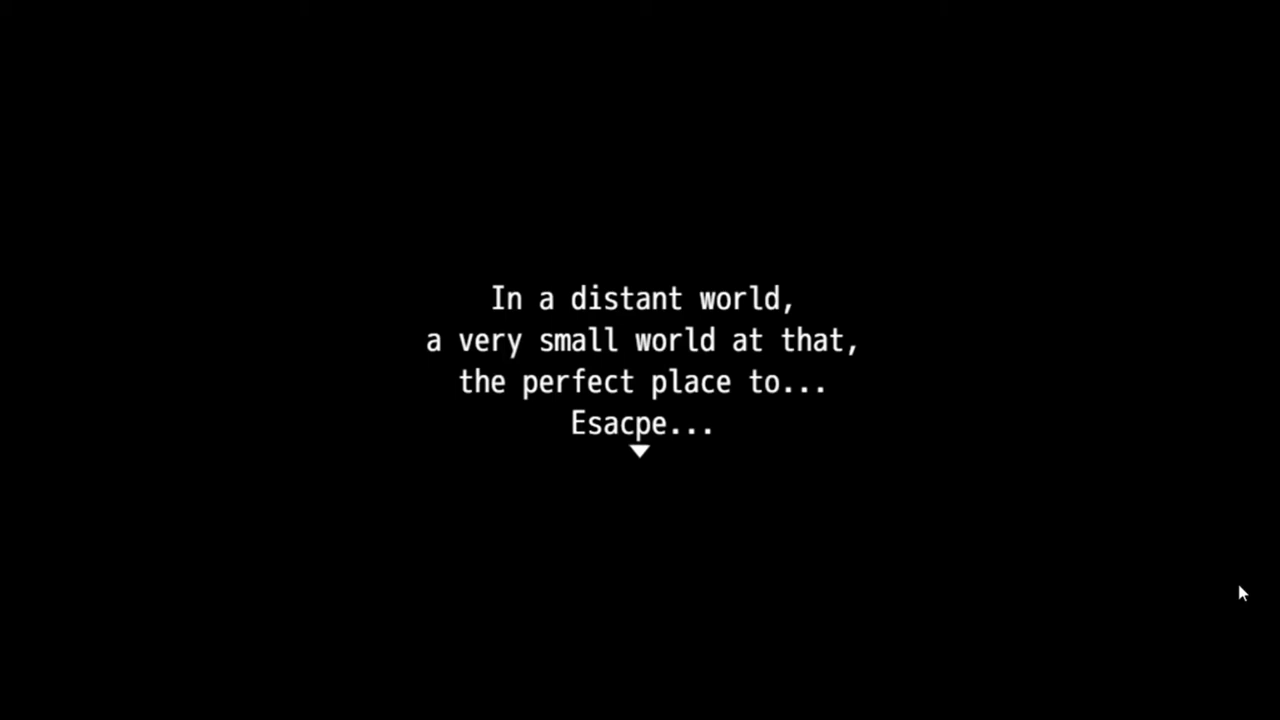 In a distant world,
a very small world at that,
the perfect place to...
Esacpe...